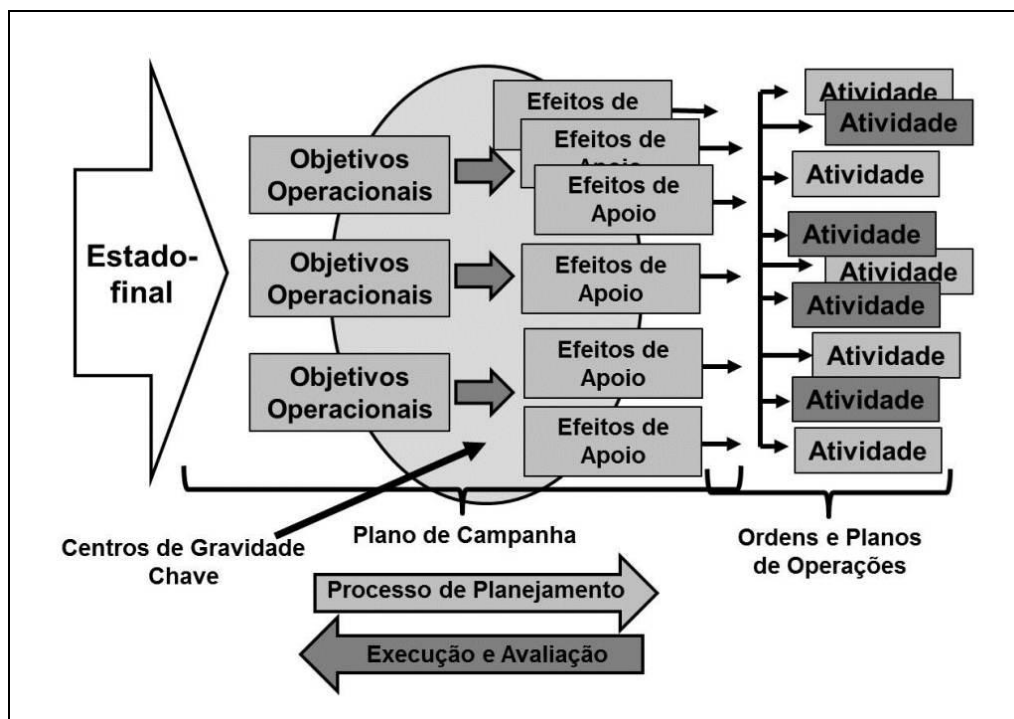 Estado-
final
Objetivos
Operacionais
Objetivos
Operacionais
Objetivos
Operacionais
Efeitos de
Efeitos de
Apoio
Efeitos de
Apoio
Efeitos de
Apoio
Efeitos de
Apoio
Efeitos de
Apoio
Atividade
Atividade
Atividade
Atividade
Atividade
Atividade
Atividade
Atividade
Atividade
Centros de Gravidade
Chave
Plano de Campanha
Ordens e Planos
de Operações
Processo de Planejamento
Execução e Avaliação